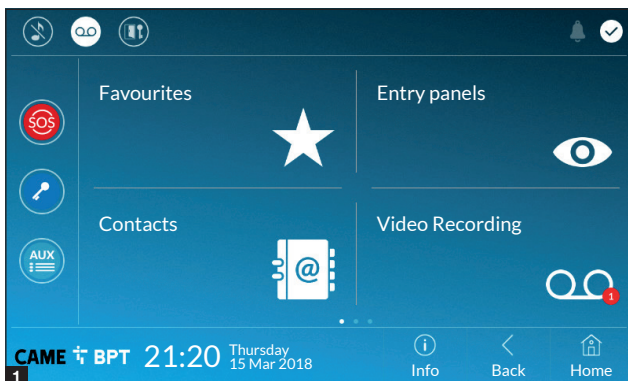 Favourites
Entry panels
SOS
Contacts
Video Recording
AUX
@
1
CAME BPT 21:20 Thursday
15 Mar 2018
Info
Back
Home
1